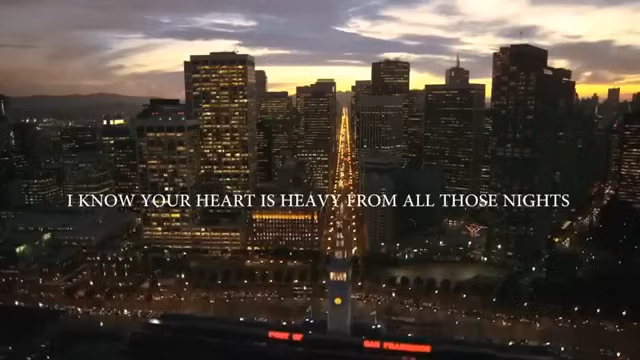 I KNOW YOUR HEART IS HEAVY FROM ALL THOSE NIGHTS
PORT OF SAN FRANCISCO